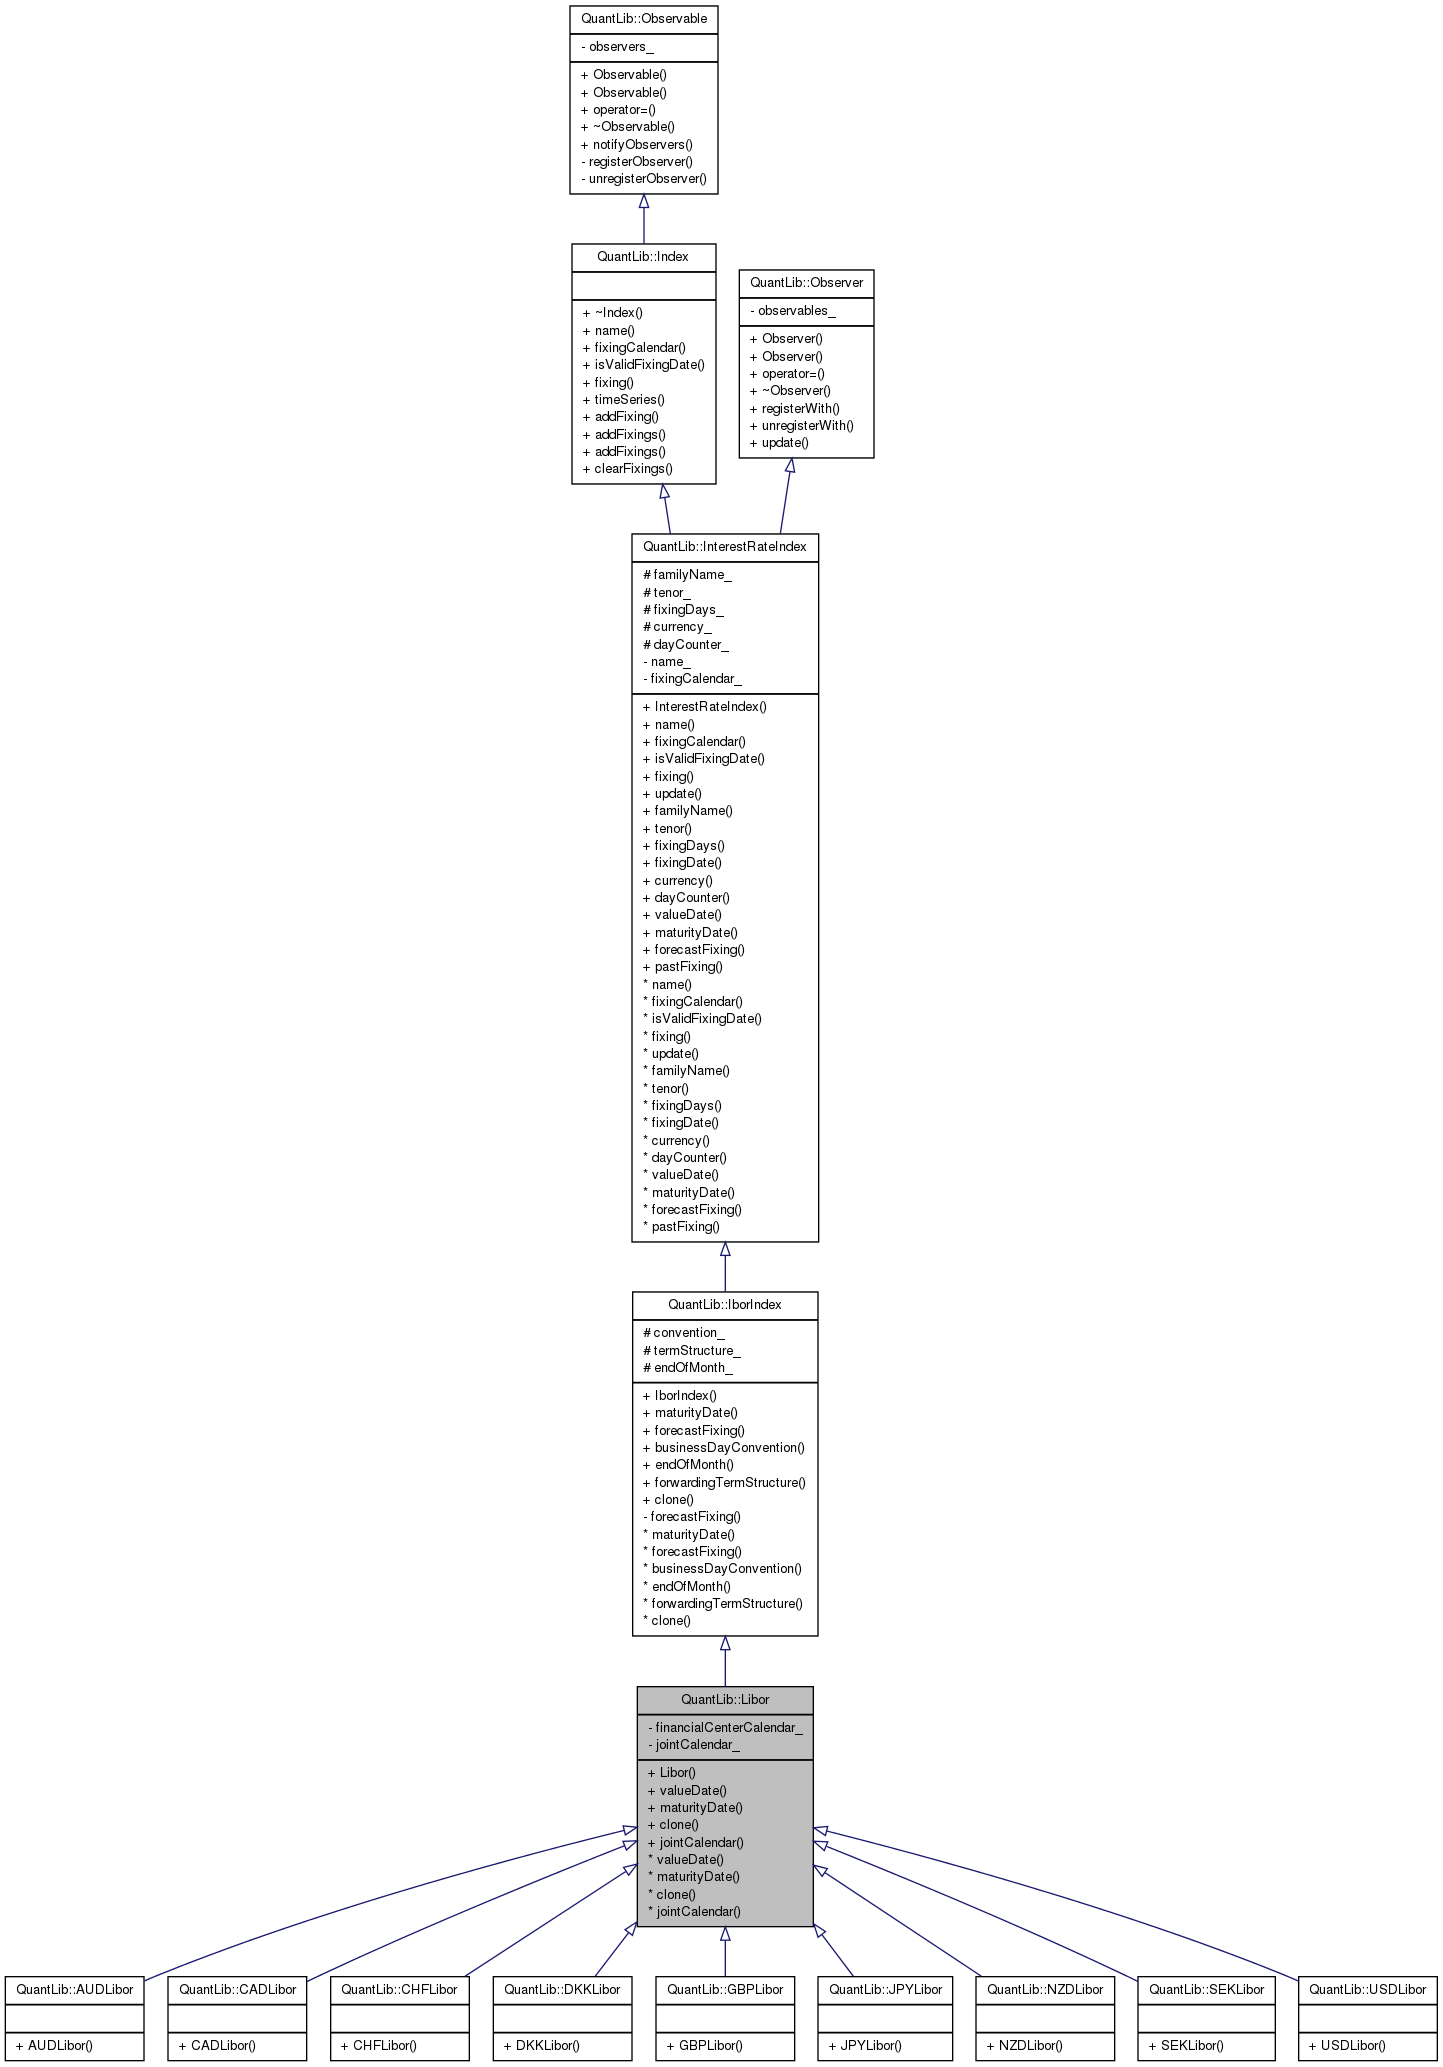 QuantLib::Observable
- observers_
+ Observable()
+ Observable()
+ operator=()
+ ~Observable()
+ notifyObservers()
- registerObserver()
- unregisterObserver()
QuantLib::Index
+ ~Index()
+ name()
+ fixingCalendar()
+ isValidFixingDate()
+ fixing()
+ timeSeries()
+ addFixing()
+ addFixings()
+ addFixings()
+ clearFixings()
QuantLib::Observer
- observables_
+ Observer()
+ Observer()
+ operator=()
+ ~Observer()
+ registerWith()
+ unregisterWith()
+ update()
QuantLib::InterestRateIndex
# familyName_
# tenor_
# fixingDays_
# currency_
# dayCounter_
- name_
- fixingCalendar_
+ InterestRateIndex()
+ name()
+ fixingCalendar()
+ isValidFixingDate()
+ fixing()
+ update()
+ familyName()
+ tenor()
+ fixingDays()
+ fixingDate()
+ currency()
+ dayCounter()
+ valueDate()
+ maturityDate()
+ forecastFixing()
+ pastFixing()
* name()
* fixingCalendar()
* isValidFixingDate()
* fixing()
* update()
* familyName()
* tenor()
* fixingDays()
* fixingDate()
* currency()
* dayCounter()
* valueDate()
* maturityDate()
* forecastFixing()
* pastFixing()
QuantLib::IborIndex
# convention_
# termStructure_
# endOfMonth_
+ IborIndex()
+ maturityDate()
+ forecastFixing()
+ businessDayConvention()
+ endOfMonth()
+ forwardingTermStructure()
+ clone()
- forecastFixing()
* maturityDate()
* forecastFixing()
* businessDayConvention()
* endOfMonth()
* forwardingTermStructure()
* clone()
QuantLib::Libor
- financialCenterCalendar_
- jointCalendar_
+ Libor()
+ valueDate()
+ maturityDate()
+ clone()
+ jointCalendar()
* valueDate()
* maturityDate()
* clone()
* jointCalendar()
QuantLib::AUDLibor
+ AUDLibor()
QuantLib::CADLibor
+ CADLibor()
QuantLib::CHFLibor
+ CHFLibor()
QuantLib::DKKLibor
+ DKKLibor()
QuantLib::GBPLibor
+ GBPLibor()
QuantLib::JPYLibor
+ JPYLibor()
QuantLib::NZDLibor
+ NZDLibor()
QuantLib::SEKLibor
+ SEKLibor()
QuantLib::USDLibor
+ USDLibor()